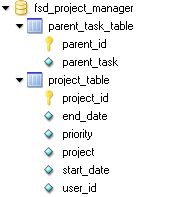 fsd_project_manager
parent_task_table
parent_id
parent_task
project_table
project_id
end_date
priority
project
start_date
user_id